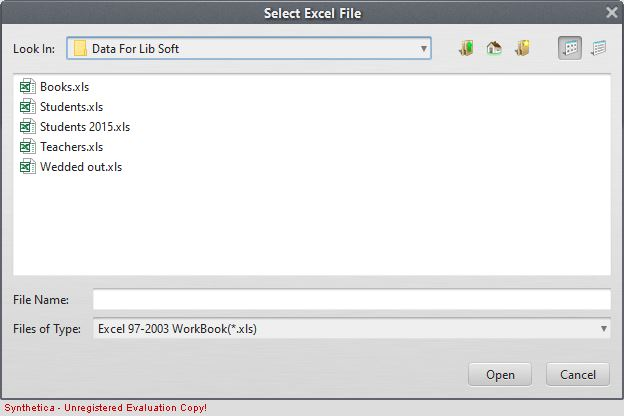 Select Excel File
Look In: Data For Lib Soft
Books.xls
Students.xls
Students 2015.xls
Teachers.xls
Wedded out.xls
File Name:
Files of Type: Excel 97-2003 WorkBook(*.xls)
Open Cancel
Synthetica - Unregistered Evaluation Copy!